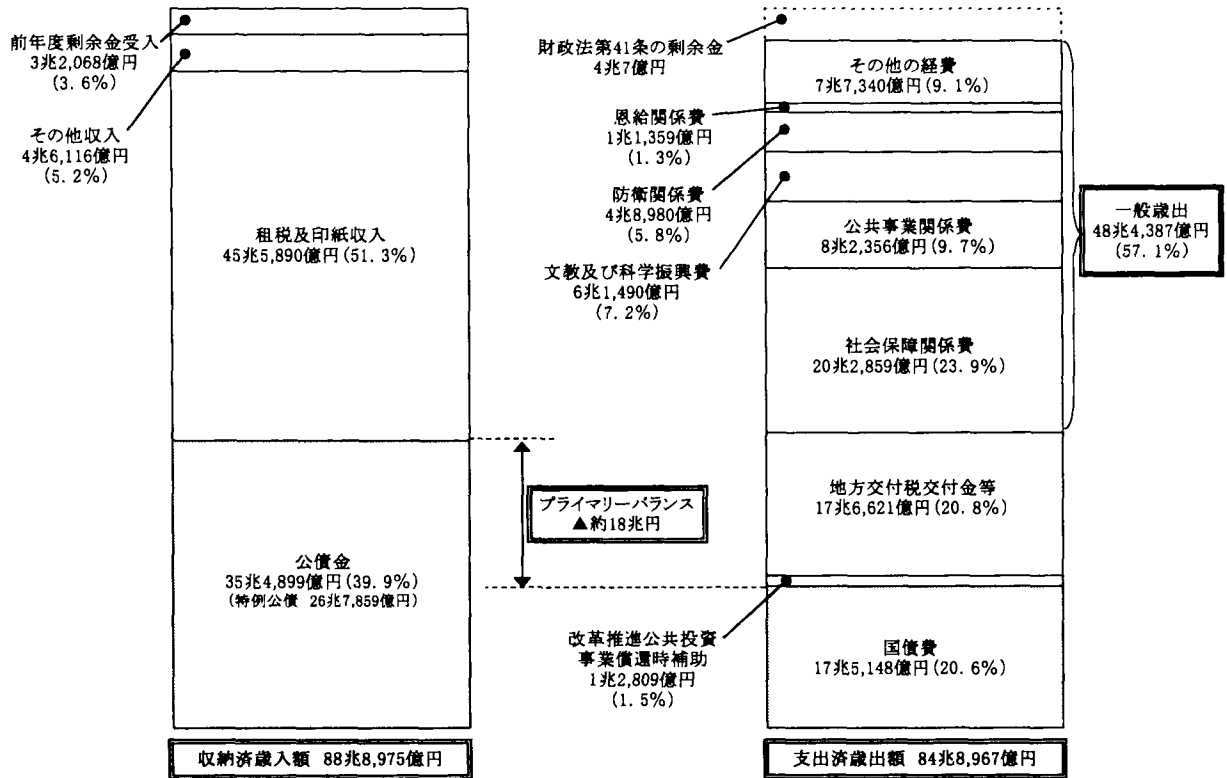 前年度剰余金受入
3兆2,068億円
(3.6%)
その他収入
4兆6,116億円
(5.2%)
租税及印紙収入
45兆5,890億円(51.3%)
公債金
35兆4,899億円(39.9%)
(特例公債 26兆7,859億円)
収納済歳入額 88兆8,975億円
プライマリーバランス
▲約18兆円
財政法第41条の剰余金
4兆7億円
その他の経費
7兆7,340億円(9.1%)
恩給関係費
1兆1,359億円
(1.3%)
防衛関係費
4兆8,980億円
(5.8%)
公共事業関係費
8兆2,356億円(9.7%)
文教及び科学振興費
6兆1,490億円
(7.2%)
社会保障関係費
20兆2,859億円(23.9%)
一般歳出
48兆4,387億円
(57.1%)
地方交付税交付金等
17兆6,621億円(20.8%)
改革推進公共投資
事業償還時補助
1兆2,809億円
(1.5%)
国債費
17兆5,148億円(20.6%)
支出済歳出額 84兆8,967億円